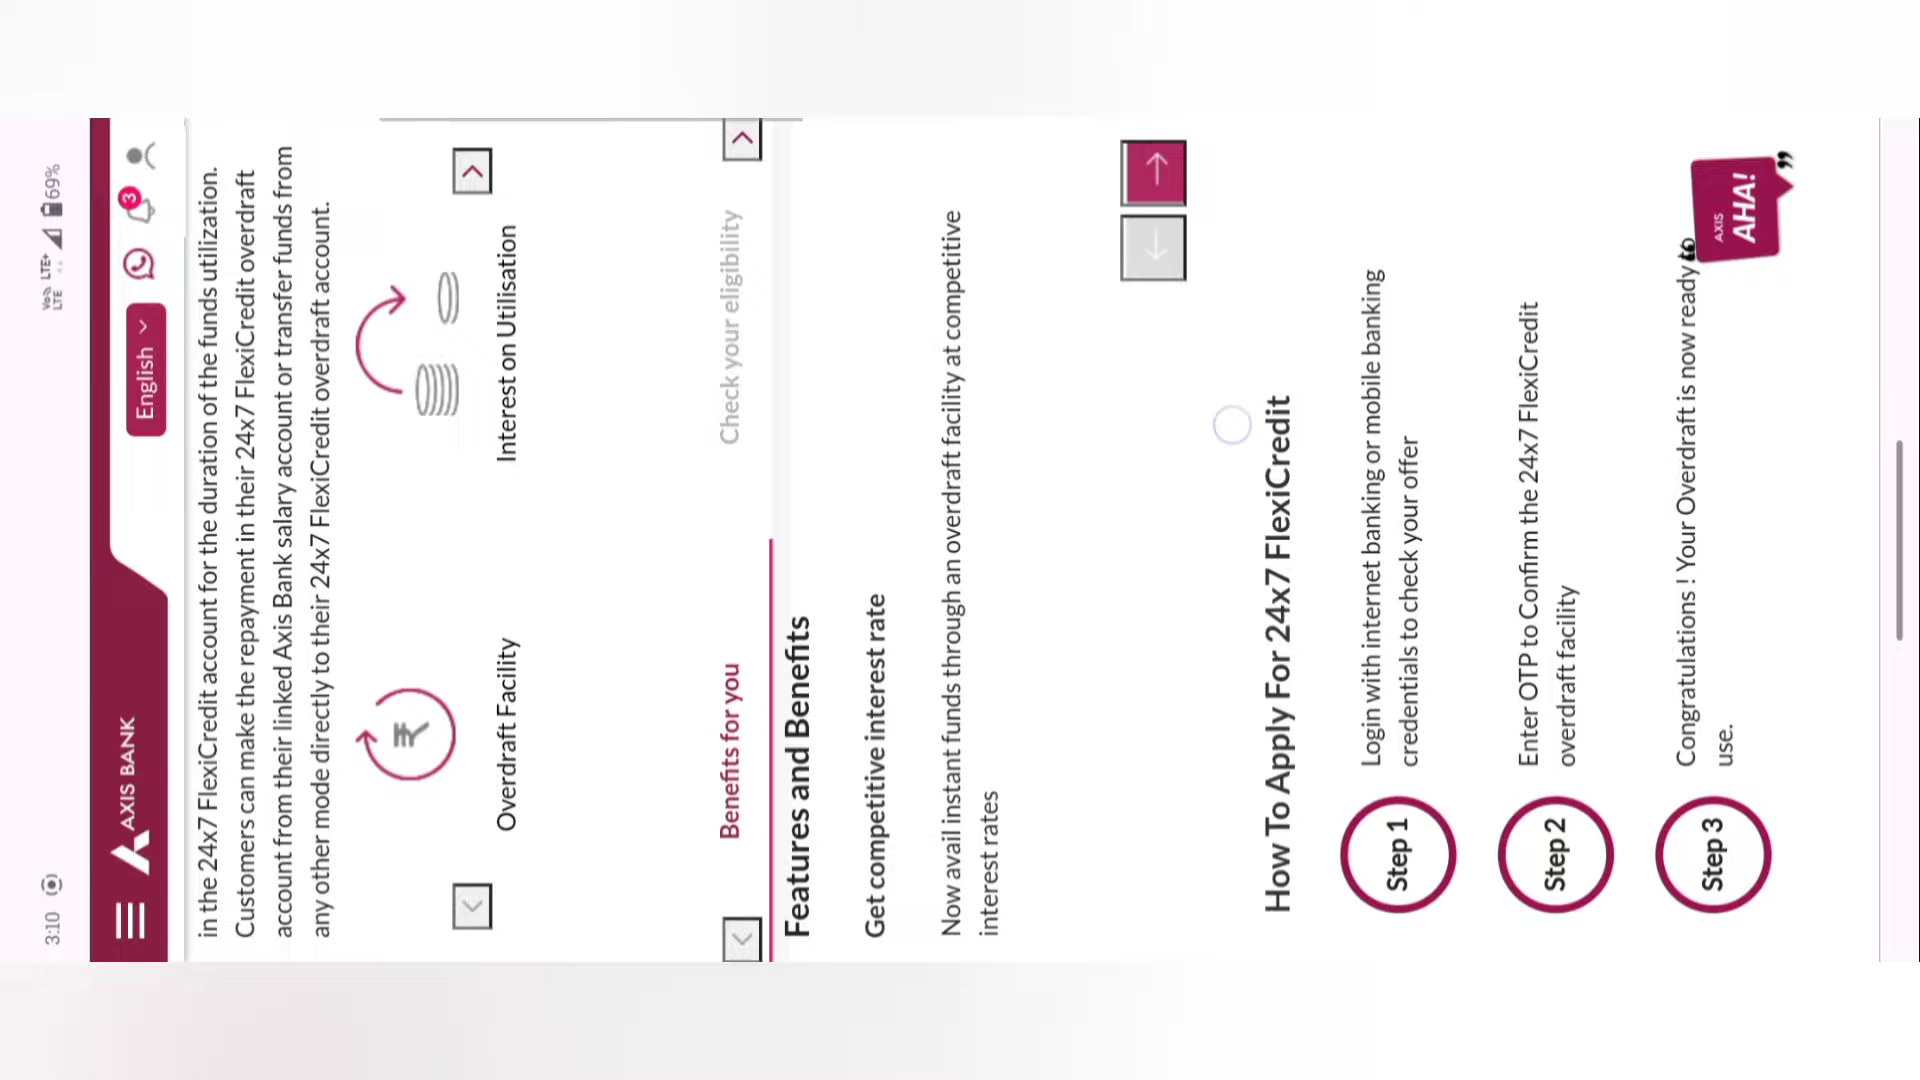 3:10
Vo)) LTE LTE+ 69%
AXIS BANK
English
3
in the 24x7 FlexiCredit account for the duration of the funds utilization.
Customers can make the repayment in their 24x7 FlexiCredit overdraft
account from their linked Axis Bank salary account or transfer funds from
any other mode directly to their 24x7 FlexiCredit overdraft account.
₹
Overdraft Facility
Interest on Utilisation
Benefits for you
Check your eligibility
Features and Benefits
Get competitive interest rate
Now avail instant funds through an overdraft facility at competitive
interest rates
How To Apply For 24x7 FlexiCredit
Step 1
Login with internet banking or mobile banking
credentials to check your offer
Step 2
Enter OTP to Confirm the 24x7 FlexiCredit
overdraft facility
Step 3
Congratulations ! Your Overdraft is now ready to
use.
AXIS
AHA!